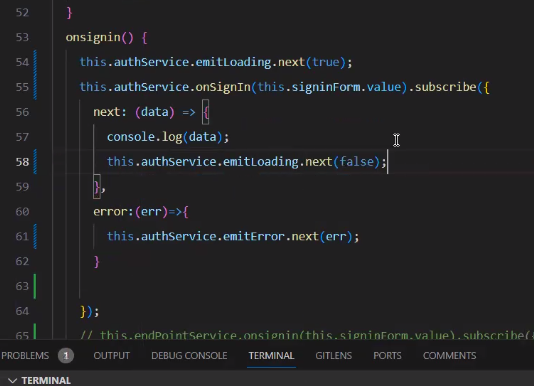 52 }
53 onsignin() {
54 this.authService.emitLoading.next(true);
55 this.authService.onSignIn(this.signinForm.value).subscribe({
56 next: (data) => {
57 console.log(data);
58 this.authService.emitLoading.next(false);
59 },
60 error:(err)=>{
61 this.authService.emitError.next(err);
62 }
63
64 });
65 // this.endPointService.onsignin(this.signinForm.value).subscribe({
PROBLEMS 1 OUTPUT DEBUG CONSOLE TERMINAL GITLENS PORTS COMMENTS
TERMINAL